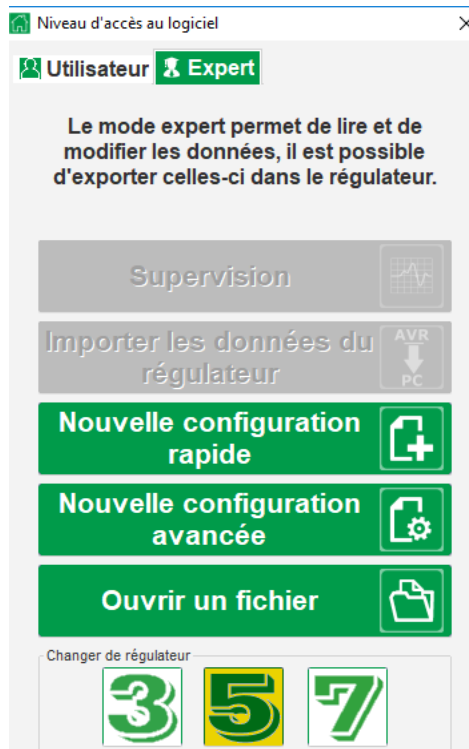 Niveau d'accès au logiciel
Utilisateur Expert
Le mode expert permet de lire et de
modifier les données, il est possible
d'exporter celles-ci dans le régulateur.
Supervision
Importer les données du
régulateur
AVR
PC
Nouvelle configuration
rapide
Nouvelle configuration
avancée
Ouvrir un fichier
Changer de régulateur
3 5 7